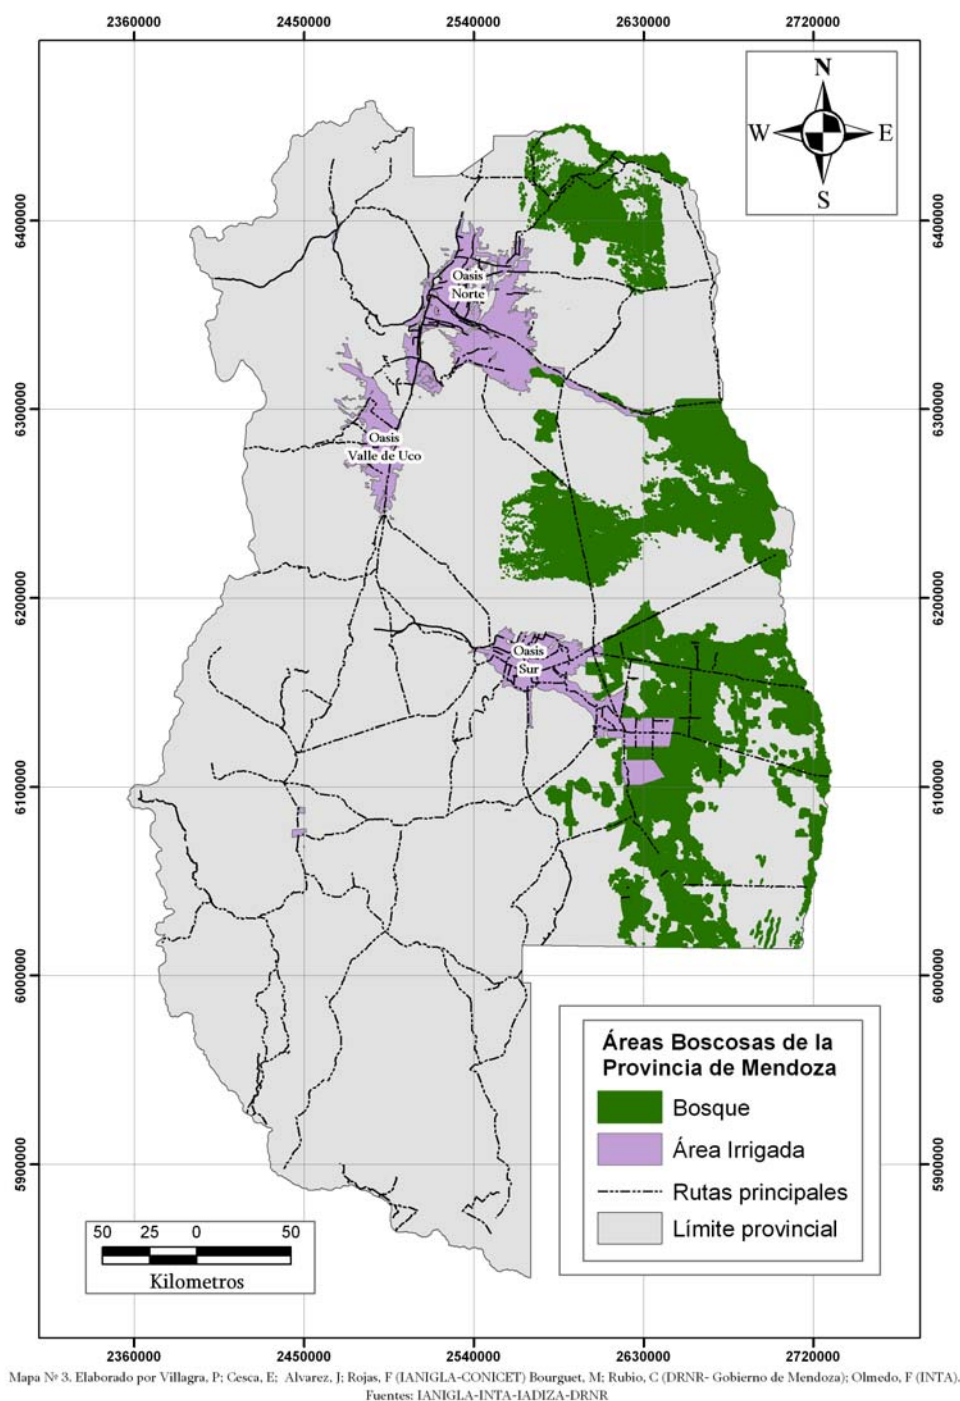 2360000 2450000 2540000 2630000 2720000
N
W E
S
6400000 6400000
Oasis
Norte
6300000 6300000
Oasis
Valle de Uco
6200000 6200000
Oasis
Sur
6100000 6100000
6000000 6000000
Áreas Boscosas de la
Provincia de Mendoza
Bosque
Área Irrigada
Rutas principales
Límite provincial
5900000 5900000
50 25 0 50
Kilometros
2360000 2450000 2540000 2630000 2720000
Mapa Nº 3. Elaborado por Villagra, P; Cesca, E; Alvarez, J; Rojas, F (IANIGLA-CONICET) Bourguet, M; Rubio, C (DRNR- Gobierno de Mendoza); Olmedo, F (INTA).
Fuentes: IANIGLA-INTA-IADIZA-DRNR